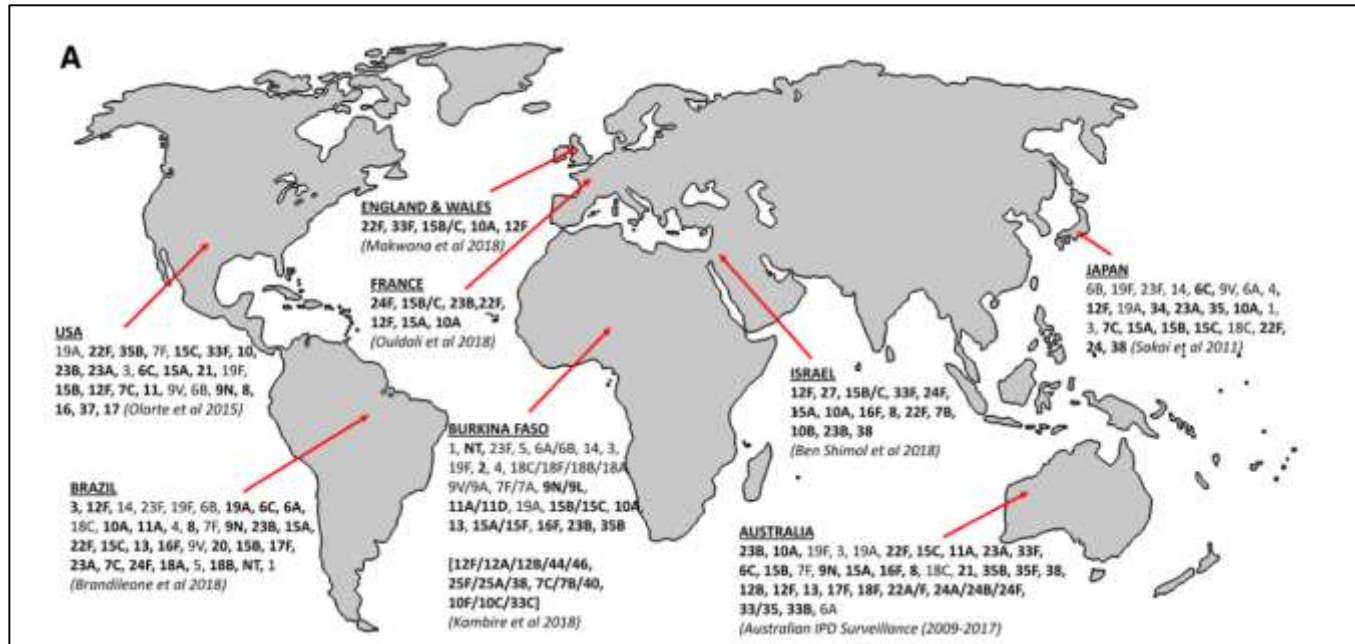 A
ENGLAND & WALES
22F, 33F, 15B/C, 10A, 12F
(Makwana et al 2018)
FRANCE
24F, 15B/C, 23B,22F,
12F, 15A, 10A
(Ouldali et al 2018)
USA
19A, 22F, 35B, 7F, 15C, 33F, 10,
23B, 23A, 3, 6C, 15A, 21, 19F,
15B, 12F, 7C, 11, 9V, 6B, 9N, 8,
16, 37, 17 (Olarte et al 2015)
BRAZIL
3, 12F, 14, 23F, 19F, 6B, 19A, 6C, 6A,
18C, 10A, 11A, 4, 8, 7F, 9N, 23B, 15A,
22F, 15C, 13, 16F, 9V, 20, 15B, 17F,
23A, 7C, 24F, 18A, 5, 18B, NT, 1
(Brandileone et al 2018)
BURKINA FASO
1, NT, 23F, 5, 6A/6B, 14, 3,
19F, 2, 4, 18C/18F/18B/18A
9V/9A, 7F/7A, 9N/9L,
11A/11D, 19A, 15B/15C, 10A
13, 15A/15F, 16F, 23B, 35B
[12F/12A/12B/44/46,
25F/25A/38, 7C/7B/40,
10F/10C/33C]
(Kambire et al 2018)
ISRAEL
12F, 27, 15B/C, 33F, 24F,
15A, 10A, 16F, 8, 22F, 7B,
10B, 23B, 38
(Ben Shimol et al 2018)
JAPAN
6B, 19F, 23F, 14, 6C, 9V, 6A, 4,
12F, 19A, 34, 23A, 35, 10A, 1,
3, 7C, 15A, 15B, 15C, 18C, 22F,
24, 38 (Sakai et al 2011)
AUSTRALIA
23B, 10A, 19F, 3, 19A, 22F, 15C, 11A, 23A, 33F,
6C, 15B, 7F, 9N, 15A, 16F, 8, 18C, 21, 35B, 35F, 38,
12B, 12F, 13, 17F, 18F, 22A/F, 24A/24B/24F,
33/35, 33B, 6A
(Australian IPD Surveillance (2009-2017)